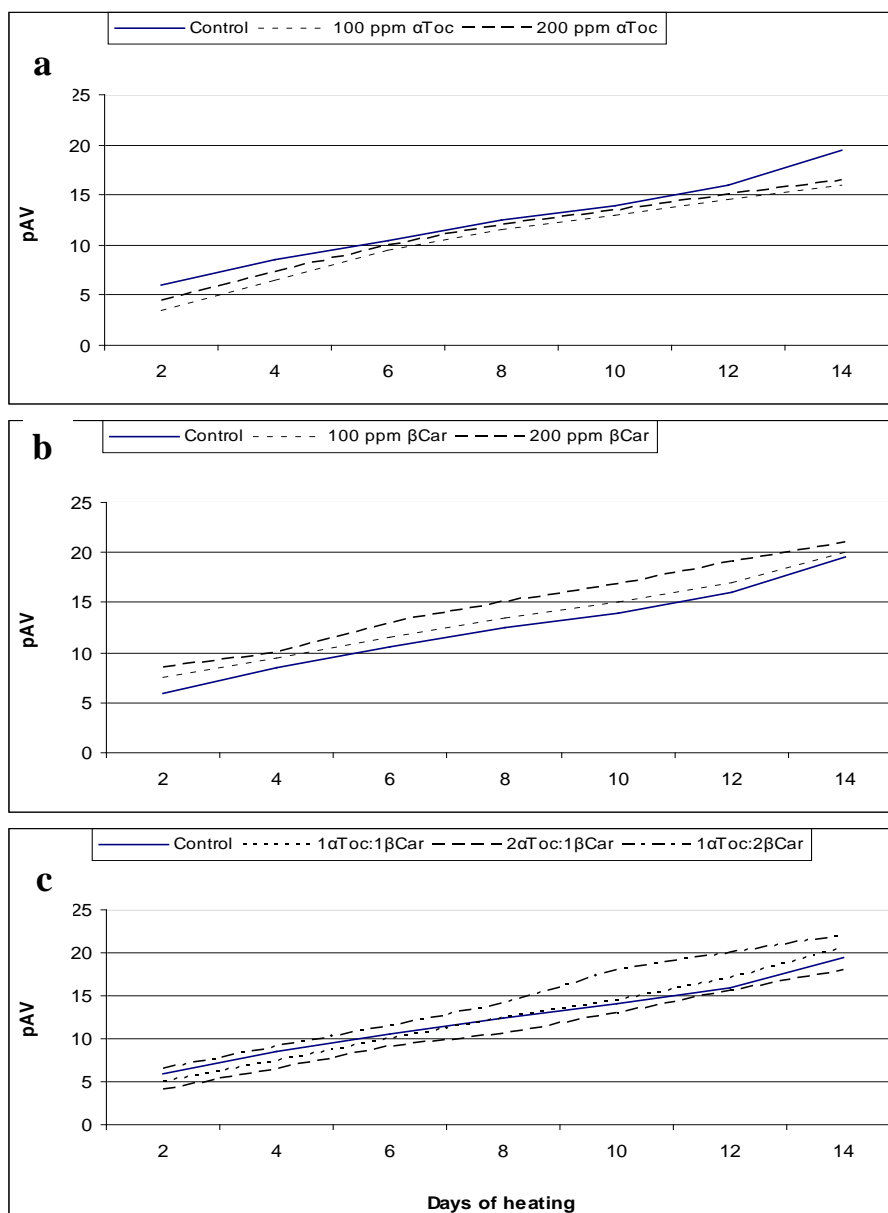 Control 100 ppm αToc 200 ppm αToc
a
25
20
15
10
5
0
pAV
2 4 6 8 10 12 14
Control 100 ppm βCar 200 ppm βCar
b
25
20
15
10
5
0
pAV
2 4 6 8 10 12 14
Control 1αToc:1βCar 2αToc:1βCar 1αToc:2βCar
c
25
20
15
10
5
0
pAV
2 4 6 8 10 12 14
Days of heating